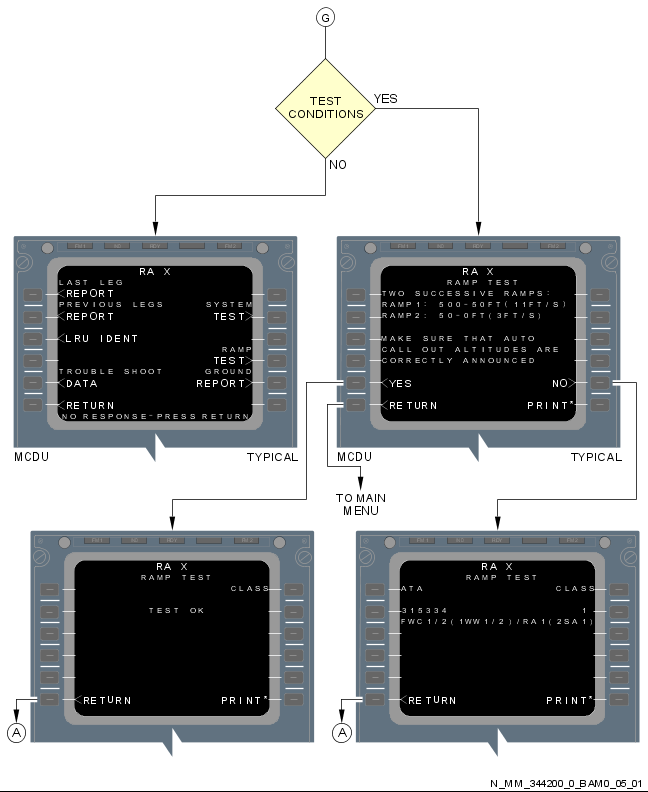 G
TEST
CONDITIONS
YES
NO
RA X
LAST LEG
<REPORT
PREVIOUS LEGS SYSTEM
<REPORT TEST>
<LRU IDENT
RAMP
TEST>
TROUBLE SHOOT GROUND
<DATA REPORT>
<RETURN
NO RESPONSE-PRESS RETURN
MCDU TYPICAL
RA X
RAMP TEST
TWO SUCCESSIVE RAMPS:
RAMP1: 500-50FT(11FT/S)
RAMP2: 50-0FT(3FT/S)
MAKE SURE THAT AUTO
CALL OUT ALTITUDES ARE
CORRECTLY ANNOUNCED
<YES NO>
<RETURN PRINT*
MCDU TYPICAL
TO MAIN
MENU
RA X
RAMP TEST
CLASS
TEST OK
<RETURN PRINT*
A
RA X
RAMP TEST
ATA CLASS
315334 1
FWC1/2(1WW1/2)/RA1(2SA1)
<RETURN PRINT*
A
N_MM_344200_0_BAM0_05_01